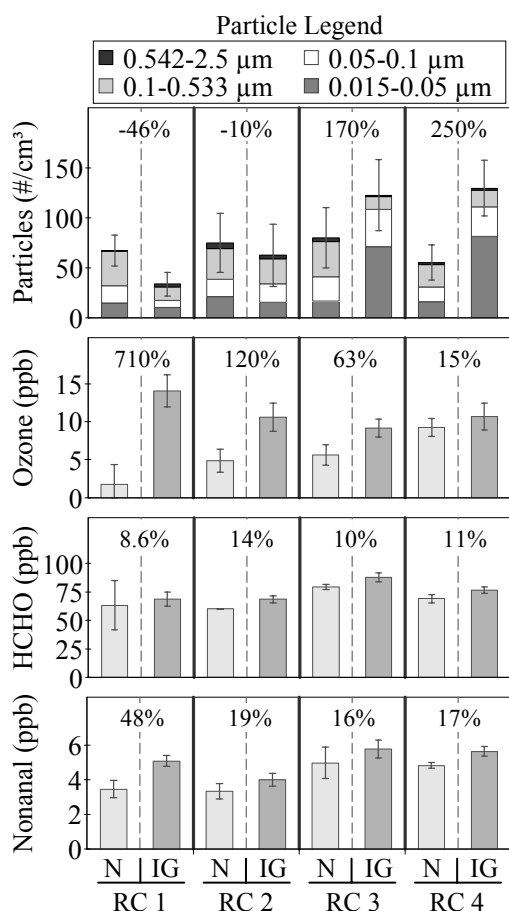 Particle Legend
0.542-2.5 µm 0.05-0.1 µm
0.1-0.533 µm 0.015-0.05 µm
Particles (#/cm³)
150
100
50
0
-46% -10% 170% 250%
Ozone (ppb)
15
10
5
0
710% 120% 63% 15%
HCHO (ppb)
100
75
50
25
0
8.6% 14% 10% 11%
Nonanal (ppb)
6
4
2
0
48% 19% 16% 17%
N IG N IG N IG N IG
RC 1 RC 2 RC 3 RC 4